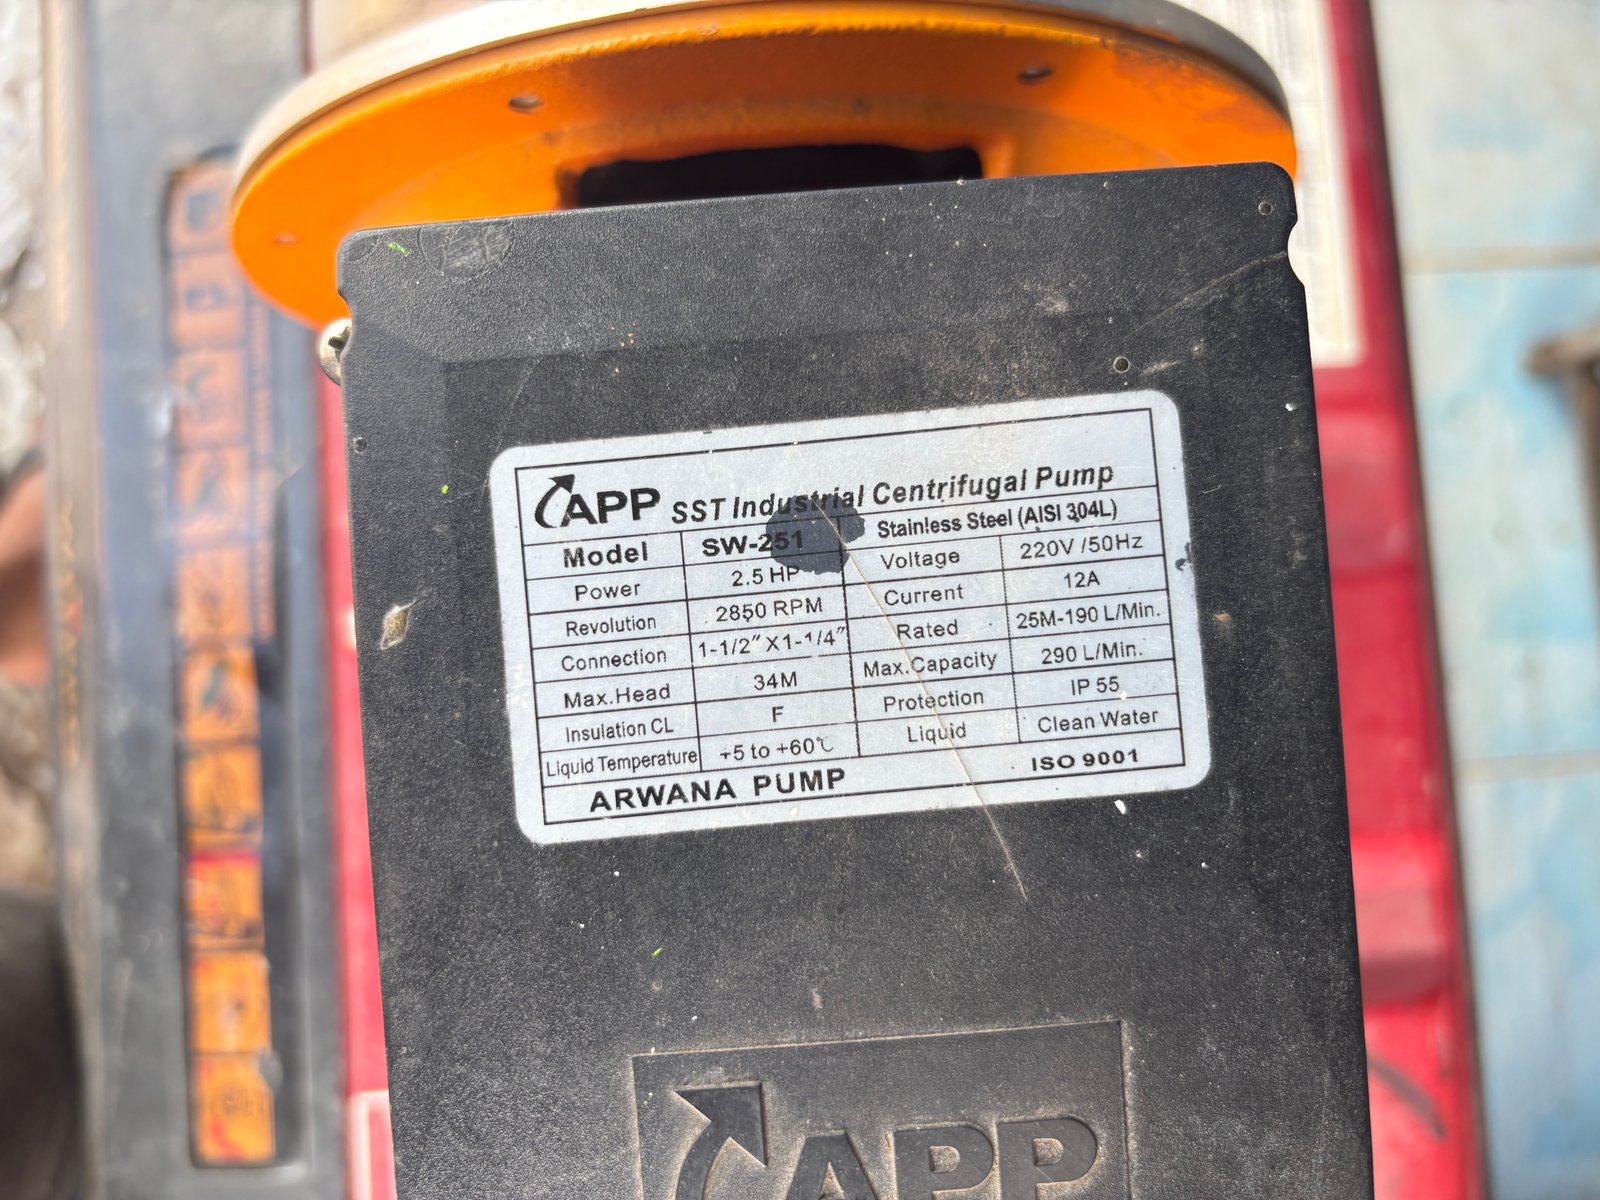 APP SST Industrial Centrifugal Pump
Model SW-251 Stainless Steel (AISI 304L)
Power 2.5 HP Voltage 220V /50Hz
Revolution 2850 RPM Current 12A
Connection 1-1/2" X1-1/4" Rated 25M-190 L/Min.
Max.Head 34M Max.Capacity 290 L/Min.
Insulation CL F Protection IP 55
Liquid Temperature +5 to +60℃ Liquid Clean Water
ARWANA PUMP ISO 9001
APP